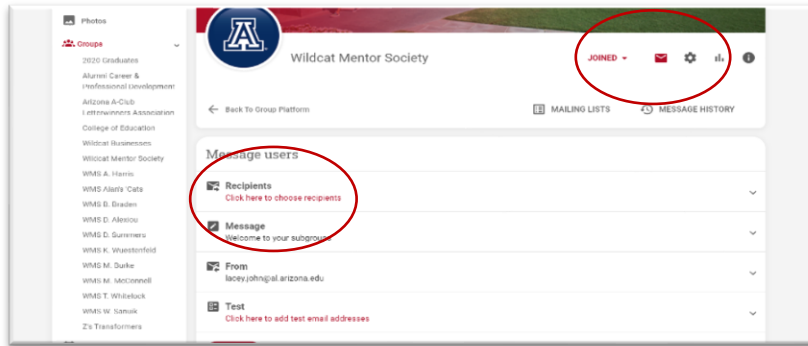 Photos
Groups
2020 Graduates
Alumni Career &
Professional Development
Arizona A-Club
Letterwinners Association
College of Education
Wildcat Businesses
Wildcat Mentor Society
WMS A. Harris
WMS Alan's 'Cats
WMS B. Braden
WMS D. Alexiou
WMS D. Summers
WMS K. Wuestenfeld
WMS M. Burke
WMS M. McConnell
WMS T. Whitelock
WMS W. Samuk
Z's Transformers
A
Wildcat Mentor Society
JOINED
Back To Group Platform
MAILING LISTS
MESSAGE HISTORY
Message users
Recipients
Click here to choose recipients
Message
Welcome to your subgroups
From
lacey.john@al.arizona.edu
Test
Click here to add test email addresses